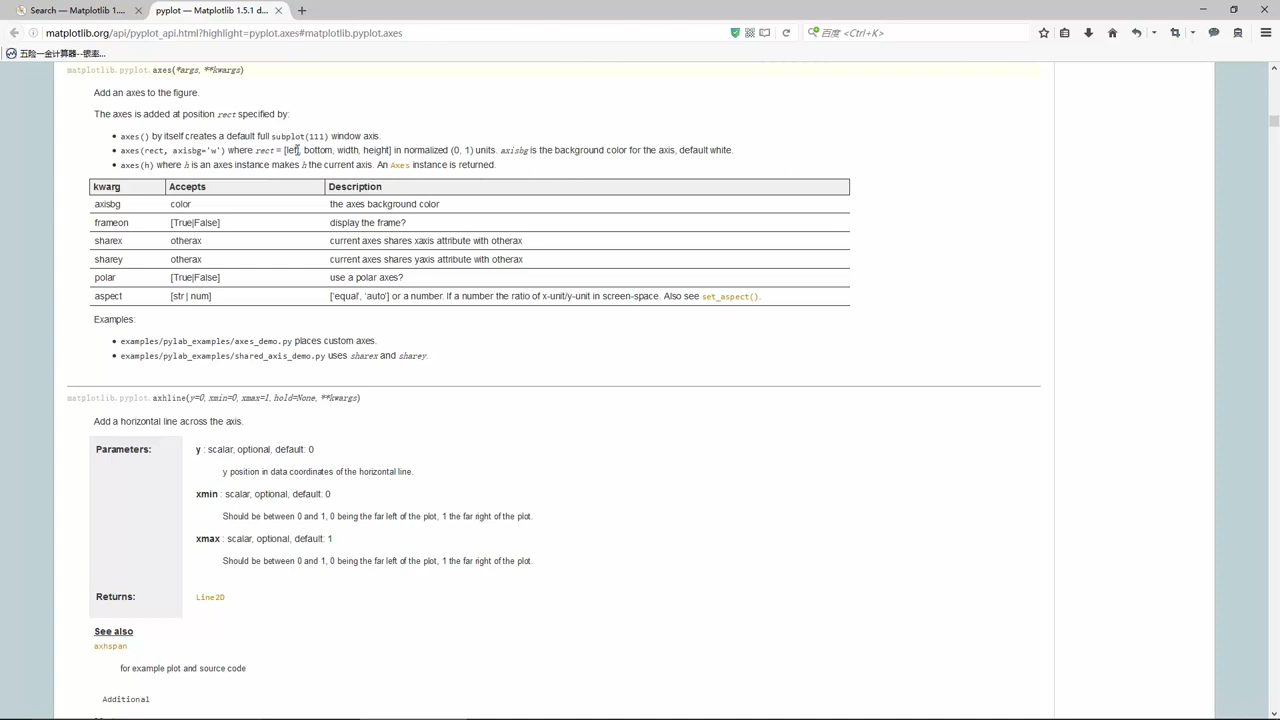 Search — Matplotlib 1.5.1 ...
pyplot — Matplotlib 1.5.1 d...
matplotlib.org/api/pyplot_api.html?highlight=pyplot.axes#matplotlib.pyplot.axes
百度 <Ctrl+K>
五险一金计算器--银率...
matplotlib.pyplot.axes(*args, **kwargs)
Add an axes to the figure.
The axes is added at position rect specified by:
• axes() by itself creates a default full subplot(111) window axis.
• axes(rect, axisbg='w') where rect = [left, bottom, width, height] in normalized (0, 1) units. axisbg is the background color for the axis, default white.
• axes(h) where h is an axes instance makes h the current axis. An Axes instance is returned.
kwarg Accepts Description
axisbg color the axes background color
frameon [True|False] display the frame?
sharex otherax current axes shares xaxis attribute with otherax
sharey otherax current axes shares yaxis attribute with otherax
polar [True|False] use a polar axes?
aspect [str | num] ['equal', 'auto'] or a number. If a number the ratio of x-unit/y-unit in screen-space. Also see set_aspect().
Examples:
• examples/pylab_examples/axes_demo.py places custom axes.
• examples/pylab_examples/shared_axis_demo.py uses sharex and sharey.
matplotlib.pyplot.axhline(y=0, xmin=0, xmax=1, hold=None, **kwargs)
Add a horizontal line across the axis.
Parameters: y : scalar, optional, default: 0
y position in data coordinates of the horizontal line.
xmin : scalar, optional, default: 0
Should be between 0 and 1, 0 being the far left of the plot, 1 the far right of the plot.
xmax : scalar, optional, default: 1
Should be between 0 and 1, 0 being the far left of the plot, 1 the far right of the plot.
Returns: Line2D
See also
axhspan
for example plot and source code
Additional